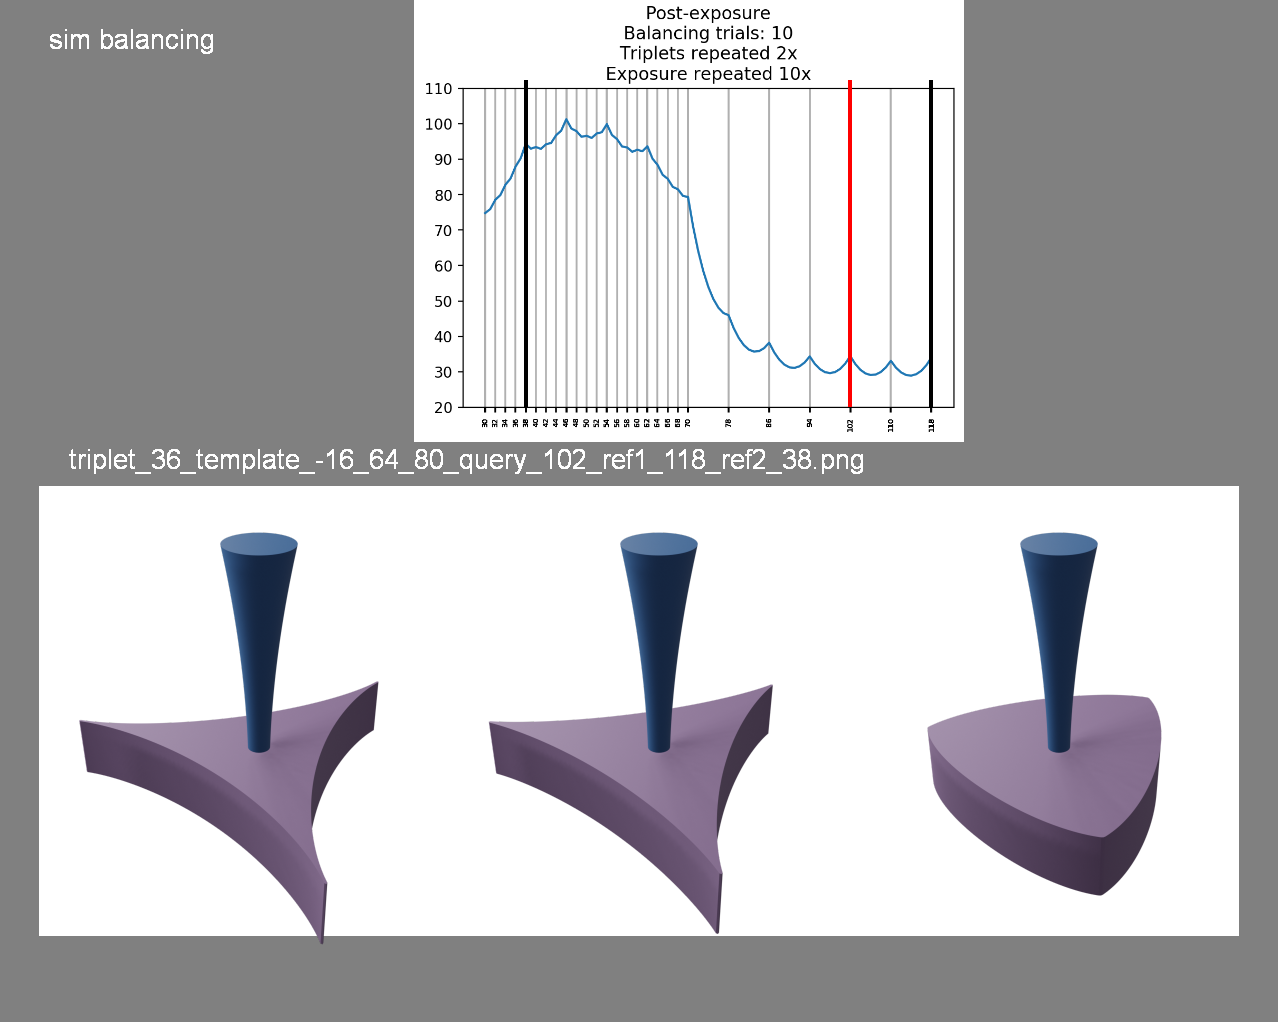 sim balancing
Post-exposure
Balancing trials: 10
Triplets repeated 2x
Exposure repeated 10x
110
100
90
80
70
60
50
40
30
20
30 32 34 36 38 40 42 44 46 48 50 52 54 56 58 60 62 64 66 68 70 78 86 94 102 110 118
triplet_36_template_-16_64_80_query_102_ref1_118_ref2_38.png